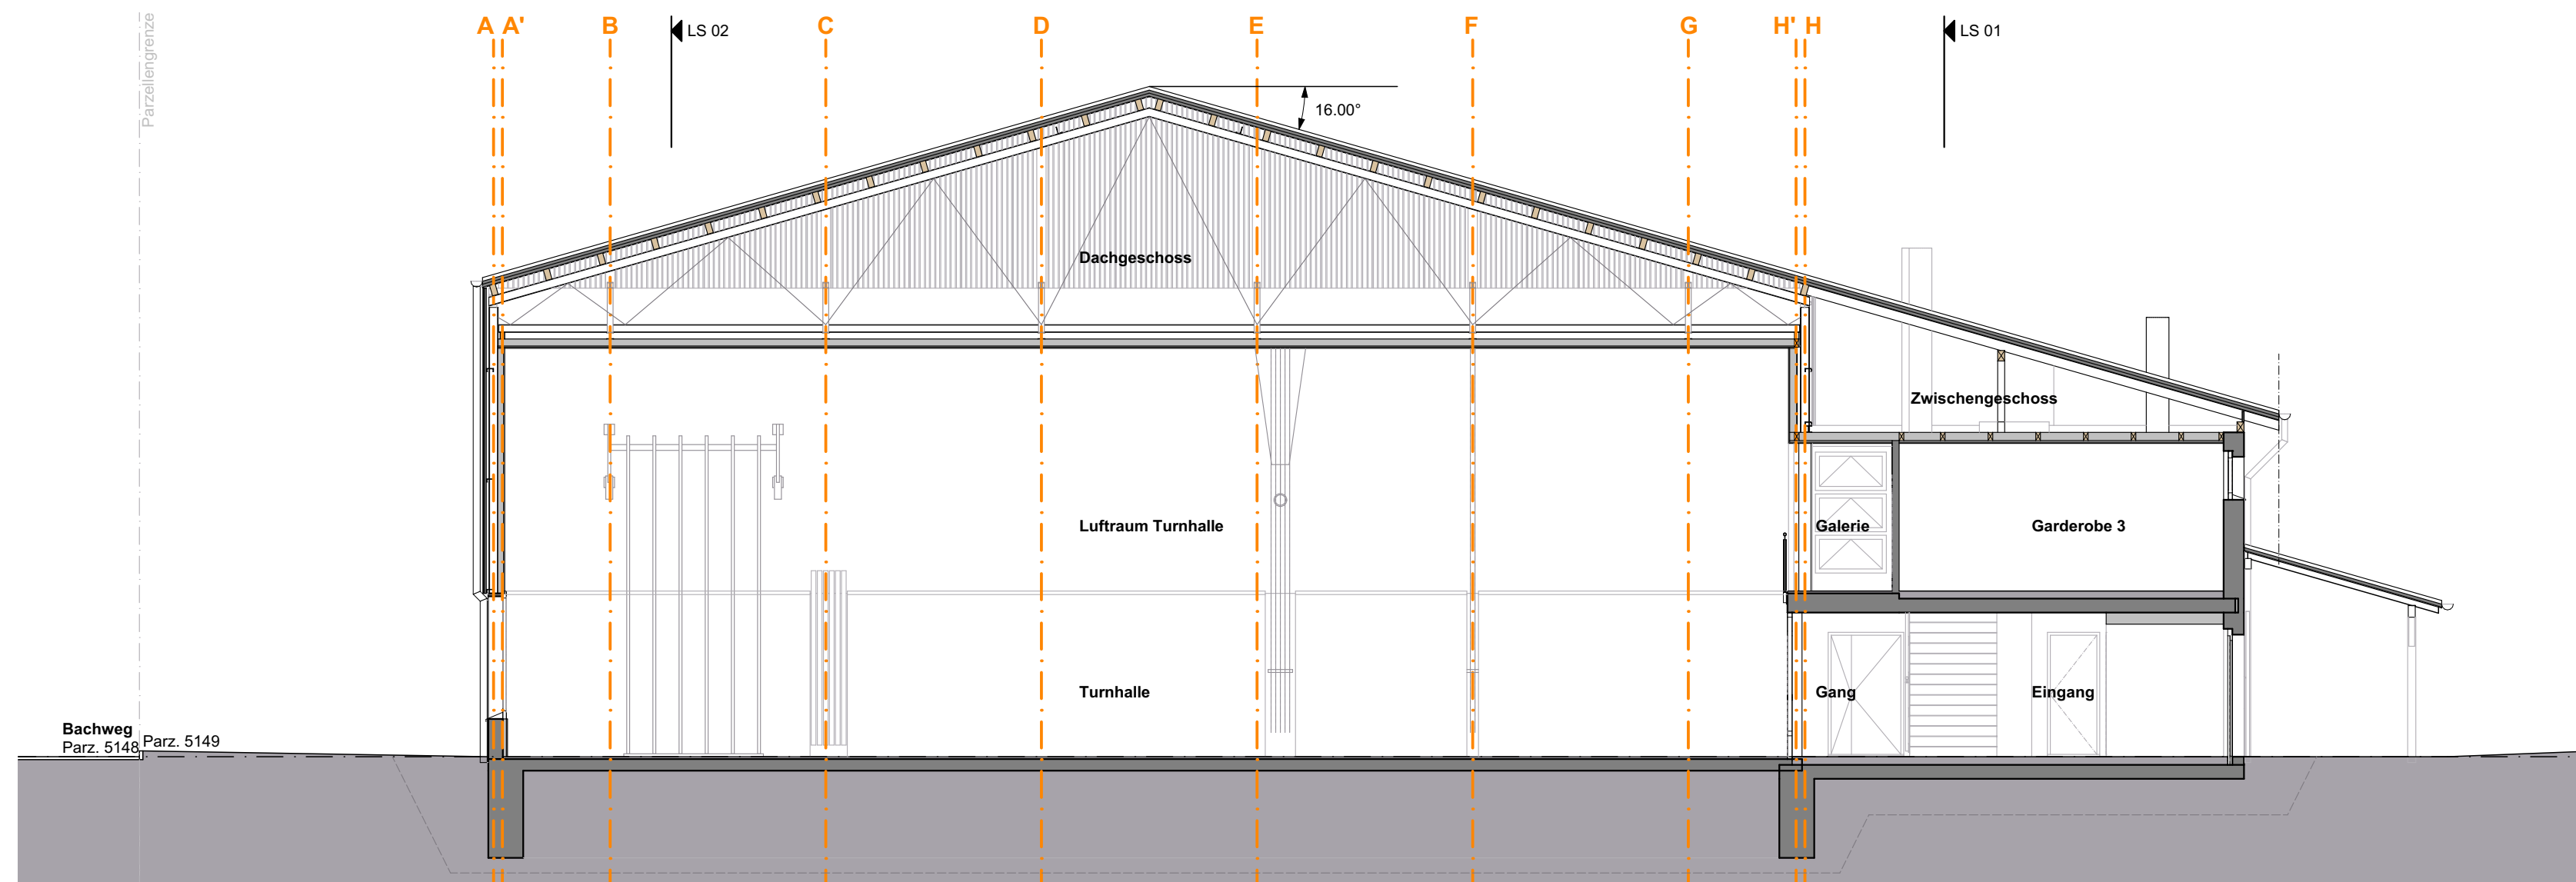 Parzellengrenze
A A' B LS 02 C D E F G H' H LS 01
16.00°
Dachgeschoss
Zwischengeschoss
Luftraum Turnhalle Galerie Garderobe 3
Turnhalle Gang Eingang
Bachweg
Parz. 5148 Parz. 5149